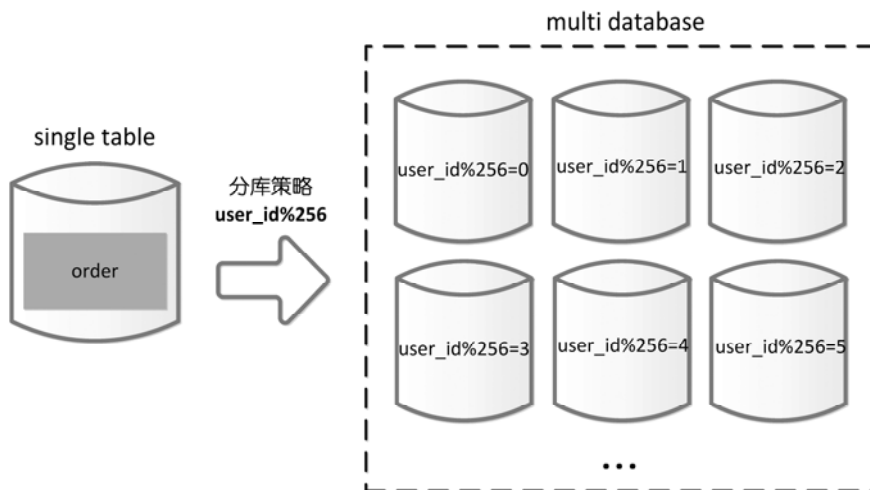 multi database
single table
分库策略
user_id%256
order
user_id%256=0
user_id%256=1
user_id%256=2
user_id%256=3
user_id%256=4
user_id%256=5
...